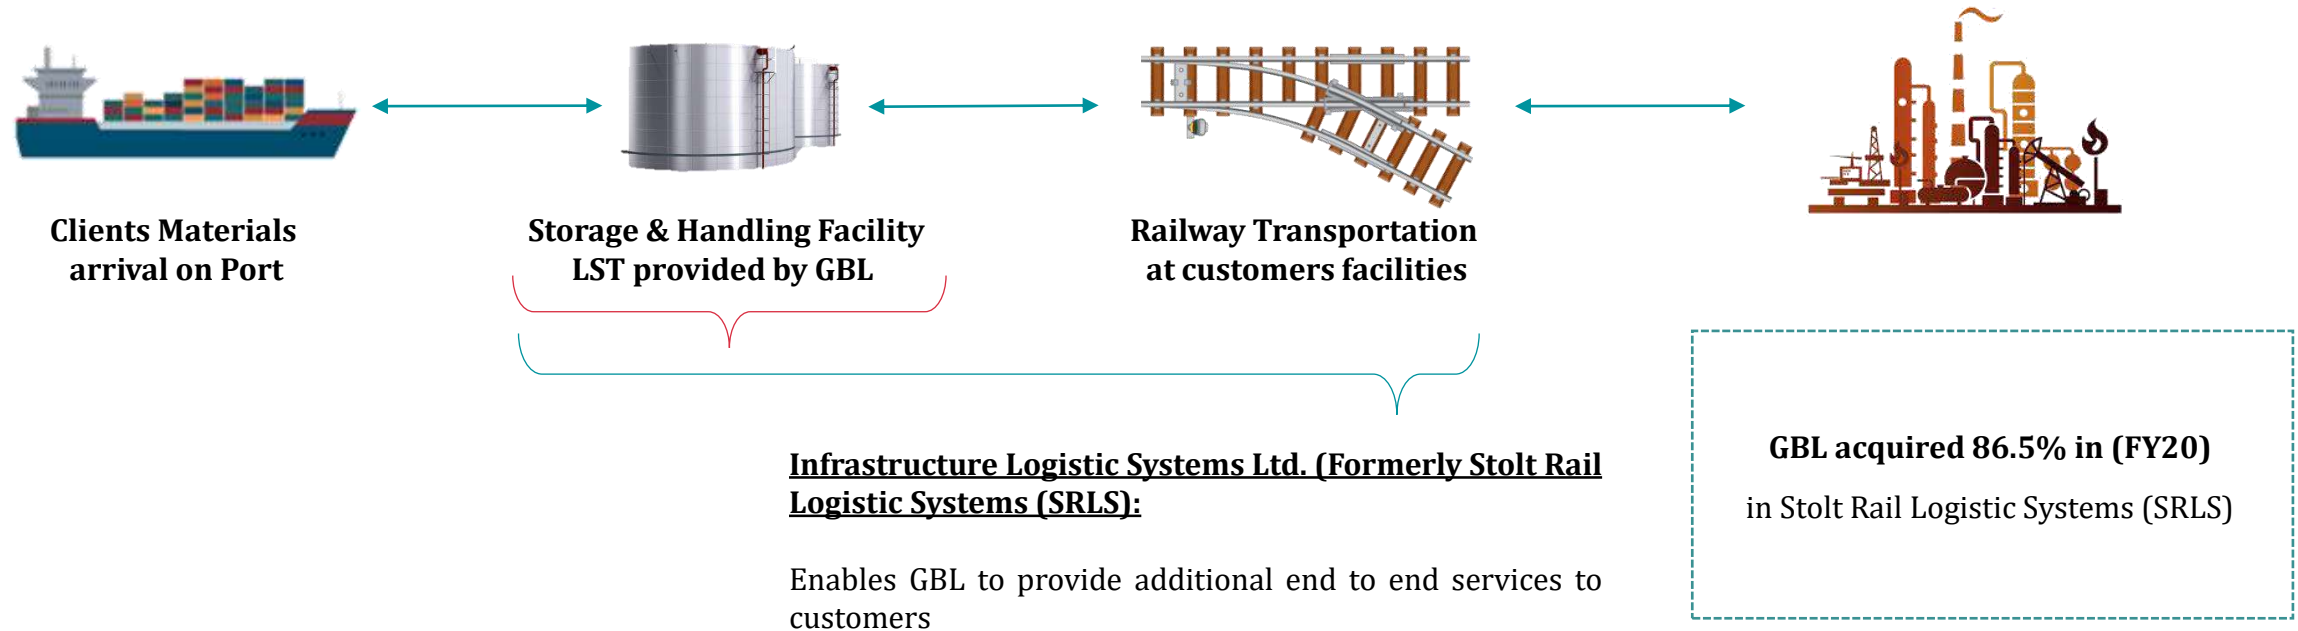 Clients Materials
arrival on Port
Storage & Handling Facility
LST provided by GBL
Railway Transportation
at customers facilities
Infrastructure Logistic Systems Ltd. (Formerly Stolt Rail
Logistic Systems (SRLS):
Enables GBL to provide additional end to end services to
customers
GBL acquired 86.5% in (FY20)
in Stolt Rail Logistic Systems (SRLS)